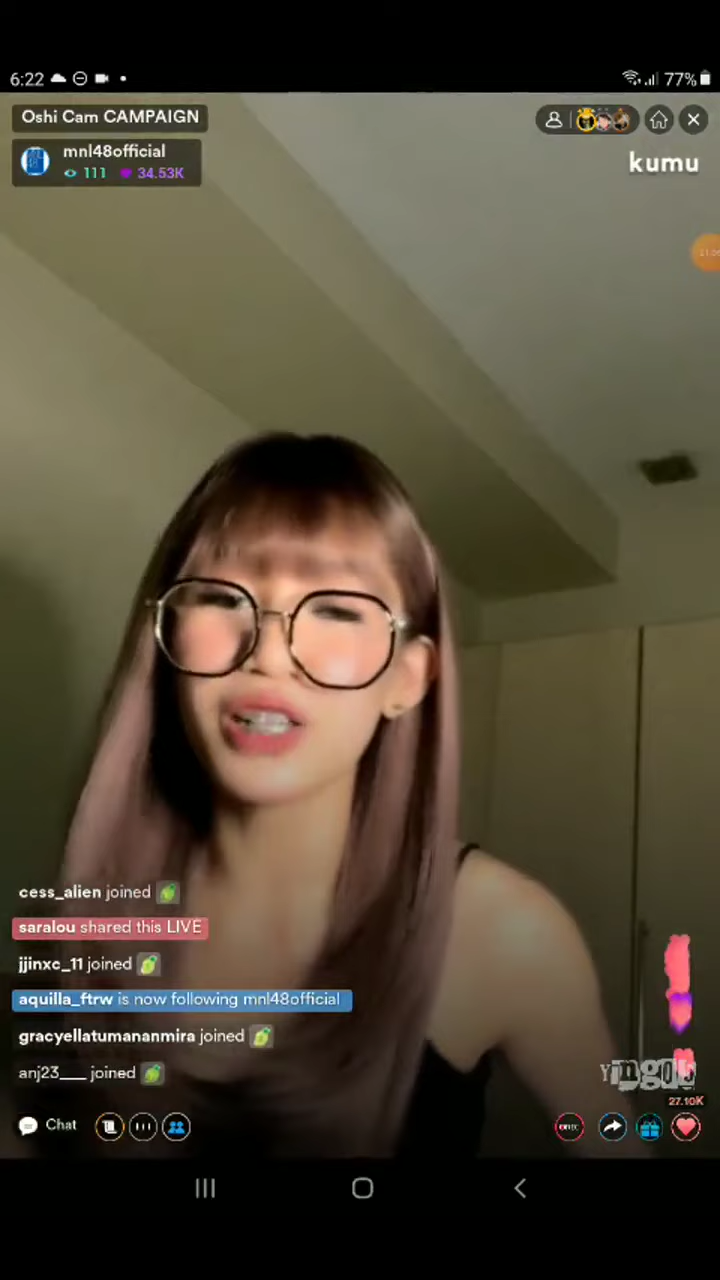 6:22
77%
Oshi Cam CAMPAIGN
mnl48official
111 34.53K
kumu
cess_alien joined
saralou shared this LIVE
jjinxc_11 joined
aquilla_ftrw is now following mnl48official
gracyellatumananmira joined
anj23___ joined
27.10K
Chat